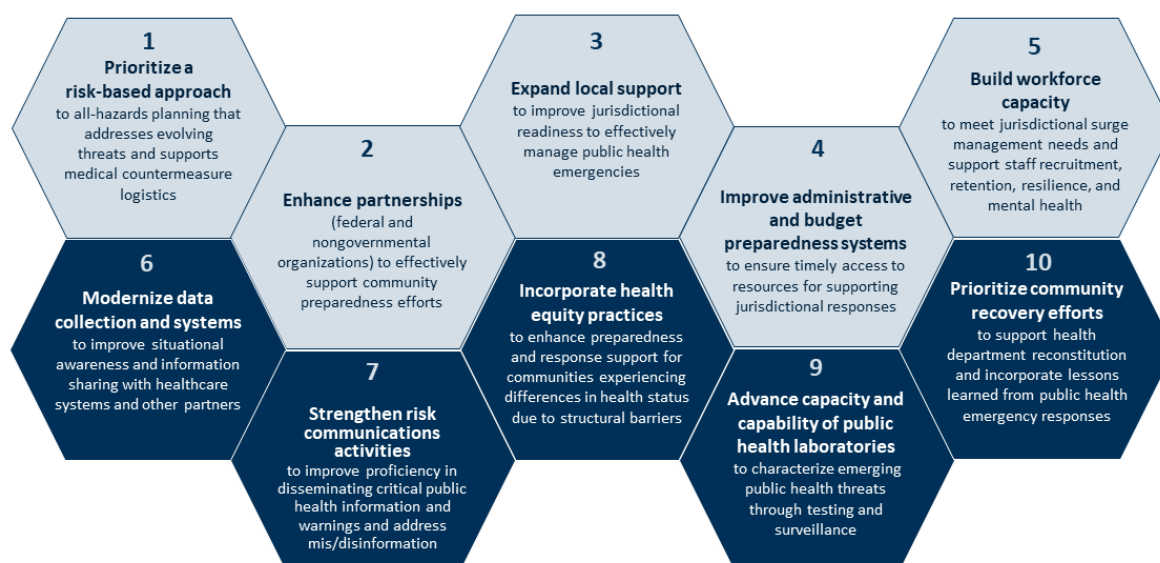 1
Prioritize a
risk-based approach
to all-hazards planning that
addresses evolving
threats and supports
medical countermeasure
logistics
2
Enhance partnerships
(federal and
nongovernmental
organizations) to effectively
support community
preparedness efforts
3
Expand local support
to improve jurisdictional
readiness to effectively
manage public health
emergencies
4
Improve administrative
and budget
preparedness systems
to ensure timely access to
resources for supporting
jurisdictional responses
5
Build workforce
capacity
to meet jurisdictional surge
management needs and
support staff recruitment,
retention, resilience, and
mental health
6
Modernize data
collection and systems
to improve situational
awareness and information
sharing with healthcare
systems and other partners
7
Strengthen risk
communications
activities
to improve proficiency in
disseminating critical public
health information and
warnings and address
mis/disinformation
8
Incorporate health
equity practices
to enhance preparedness
and response support for
communities experiencing
differences in health status
due to structural barriers
9
Advance capacity and
capability of public
health laboratories
to characterize emerging
public health threats
through testing and
surveillance
10
Prioritize community
recovery efforts
to support health
department reconstitution
and incorporate lessons
learned from public health
emergency responses